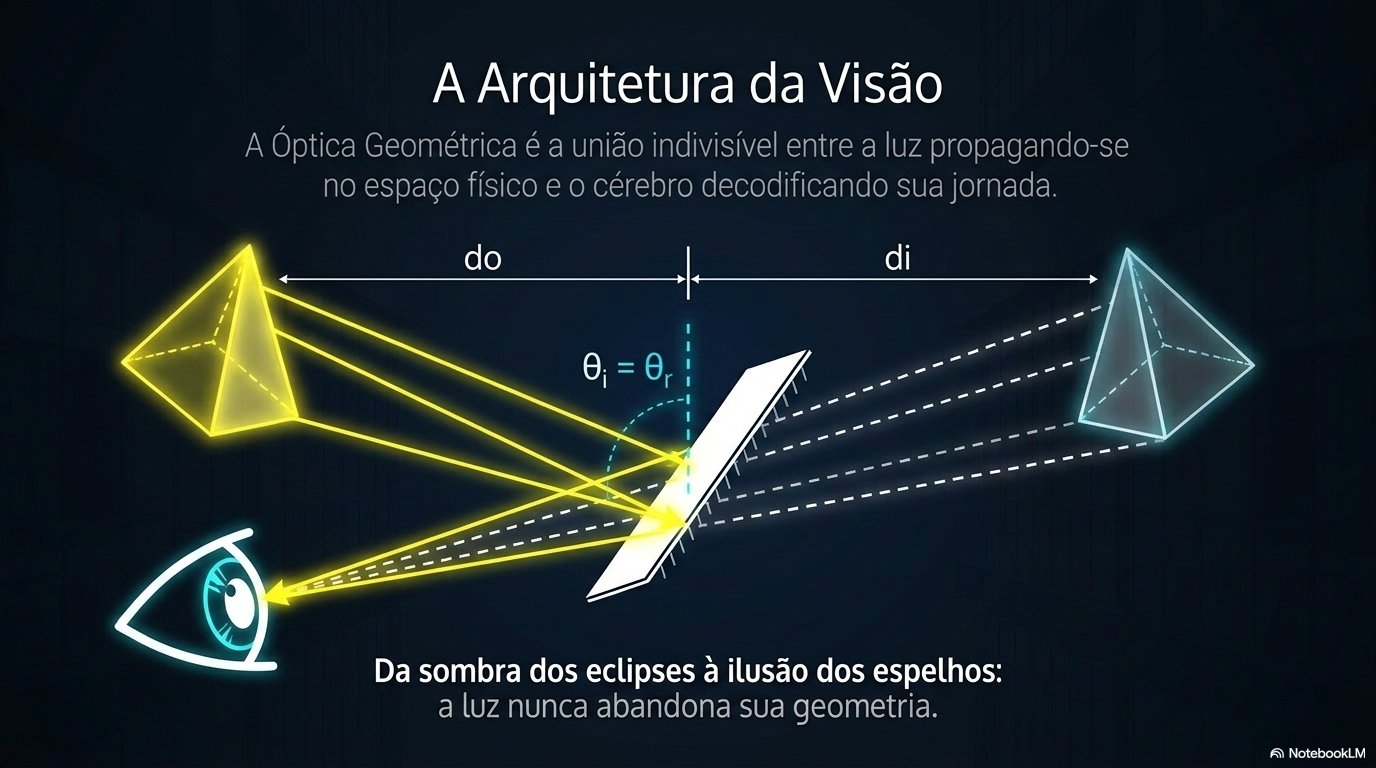 A Arquitetura da Visão
A Óptica Geométrica é a união indivisível entre a luz propagando-se
no espaço físico e o cérebro decodificando sua jornada.
do
di
θi = θr
Da sombra dos eclipses à ilusão dos espelhos:
a luz nunca abandona sua geometria.
NotebookLM